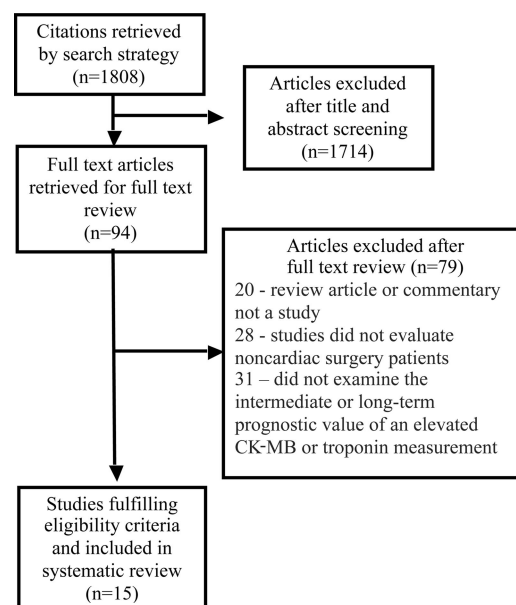 Citations retrieved
by search strategy
(n=1808)
Articles excluded
after title and
abstract screening
(n=1714)
Full text articles
retrieved for full text
review
(n=94)
Articles excluded after
full text review (n=79)
20 - review article or commentary
not a study
28 - studies did not evaluate
noncardiac surgery patients
31 – did not examine the
intermediate or long-term
prognostic value of an elevated
CK-MB or troponin measurement
Studies fulfilling
eligibility criteria
and included in
systematic review
(n=15)